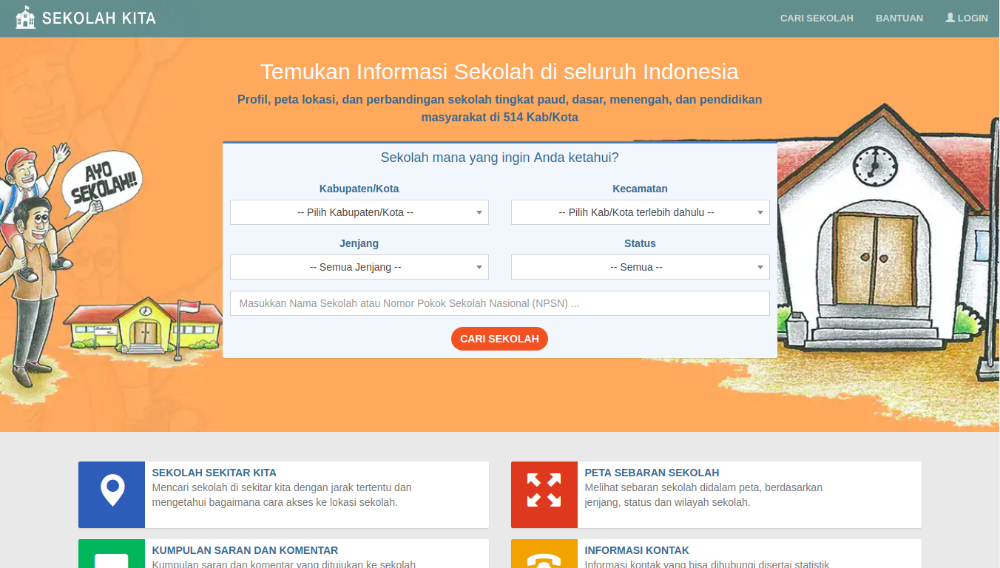 SEKOLAH KITA
CARI SEKOLAH
BANTUAN
LOGIN
Temukan Informasi Sekolah di seluruh Indonesia
Profil, peta lokasi, dan perbandingan sekolah tingkat paud, dasar, menengah, dan pendidikan
masyarakat di 514 Kab/Kota
AYO
SEKOLAH!!
Sekolah mana yang ingin Anda ketahui?
Kabupaten/Kota
Kecamatan
-- Pilih Kabupaten/Kota --
-- Pilih Kab/Kota terlebih dahulu --
Jenjang
Status
-- Semua Jenjang --
-- Semua --
Masukkan Nama Sekolah atau Nomor Pokok Sekolah Nasional (NPSN) ...
CARI SEKOLAH
SEKOLAH SEKITAR KITA
Mencari sekolah di sekitar kita dengan jarak tertentu dan
mengetahui bagaimana cara akses ke lokasi sekolah.
PETA SEBARAN SEKOLAH
Melihat sebaran sekolah didalam peta, berdasarkan
jenjang, status dan wilayah sekolah.
KUMPULAN SARAN DAN KOMENTAR
Kumpulan saran dan komentar yang ditujukan ke sekolah
INFORMASI KONTAK
Informasi kontak yang bisa dihubungi disertai statistik